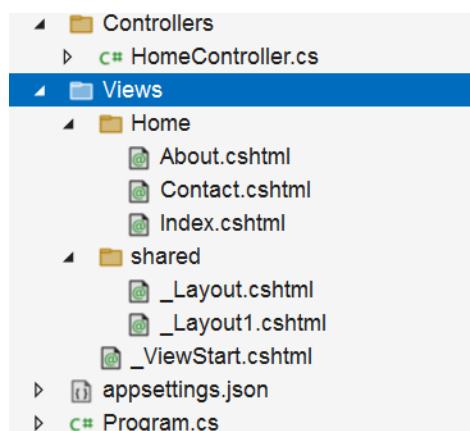 Controllers
C# HomeController.cs
Views
Home
@ About.cshtml
@ Contact.cshtml
@ Index.cshtml
shared
@ _Layout.cshtml
@ _Layout1.cshtml
@ _ViewStart.cshtml
{} appsettings.json
C# Program.cs